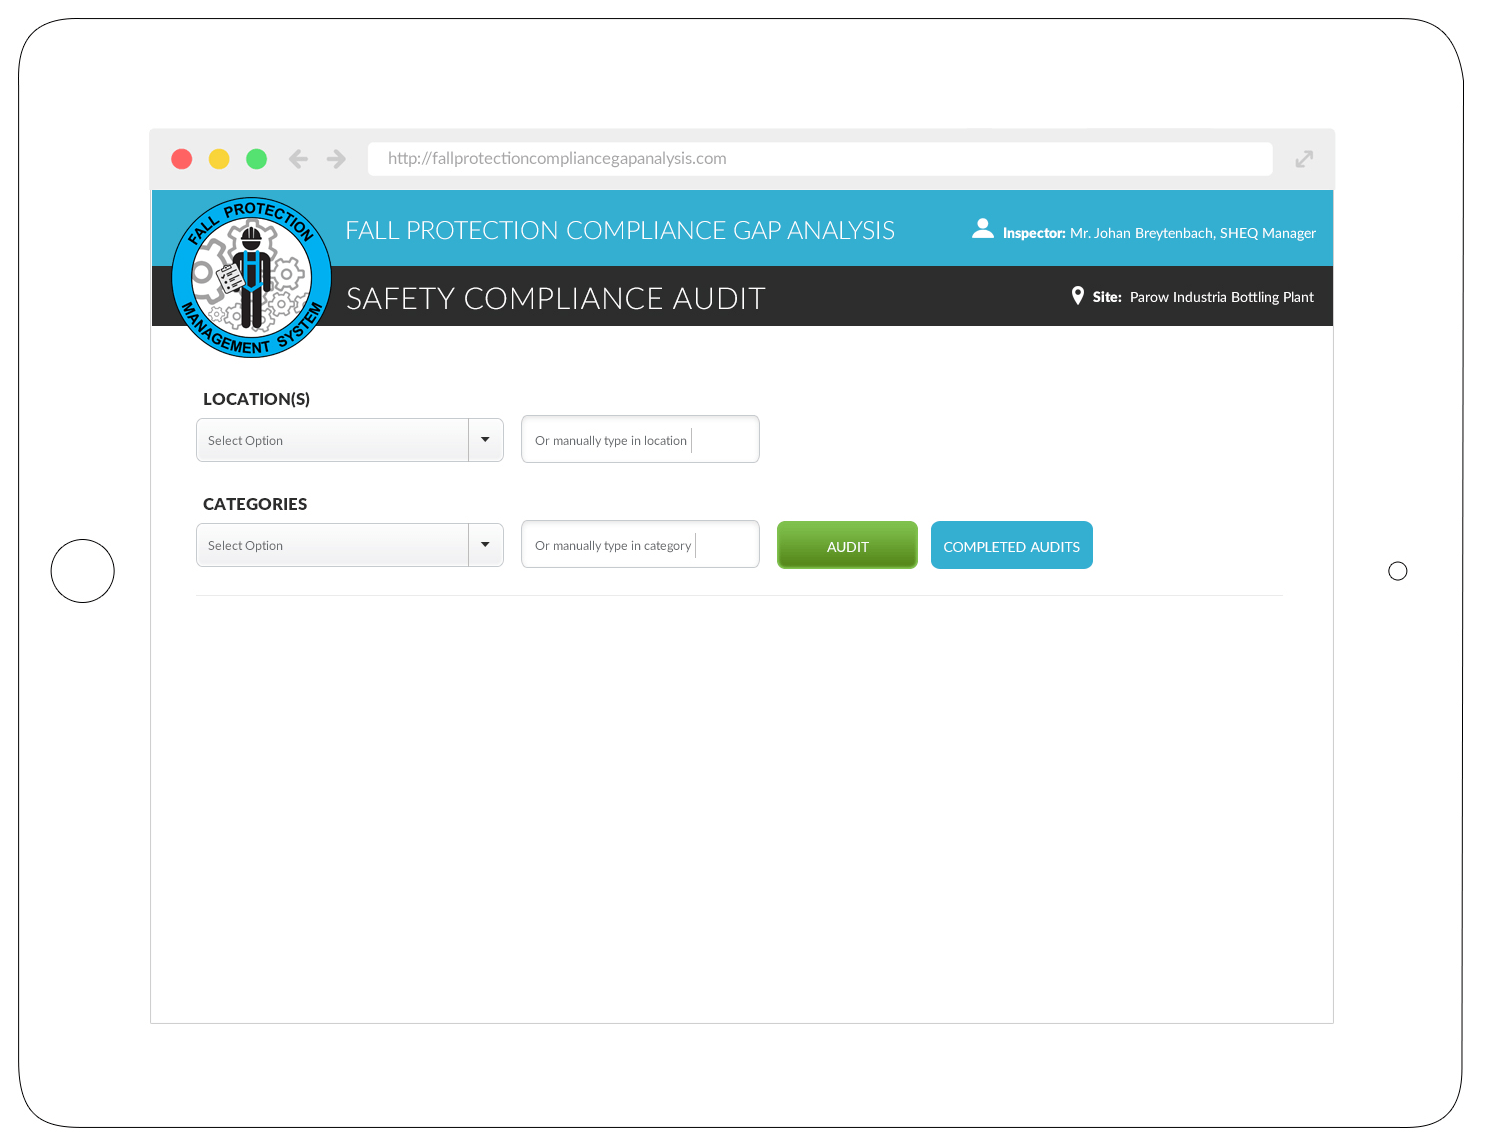 http://fallprotectioncompliancegapanalysis.com
FALL PROTECTION
MANAGEMENT SYSTEM
FALL PROTECTION COMPLIANCE GAP ANALYSIS
Inspector: Mr. Johan Breytenbach, SHEQ Manager
SAFETY COMPLIANCE AUDIT
Site: Parow Industria Bottling Plant
LOCATION(S)
Select Option
Or manually type in location
CATEGORIES
Select Option
Or manually type in category
AUDIT
COMPLETED AUDITS